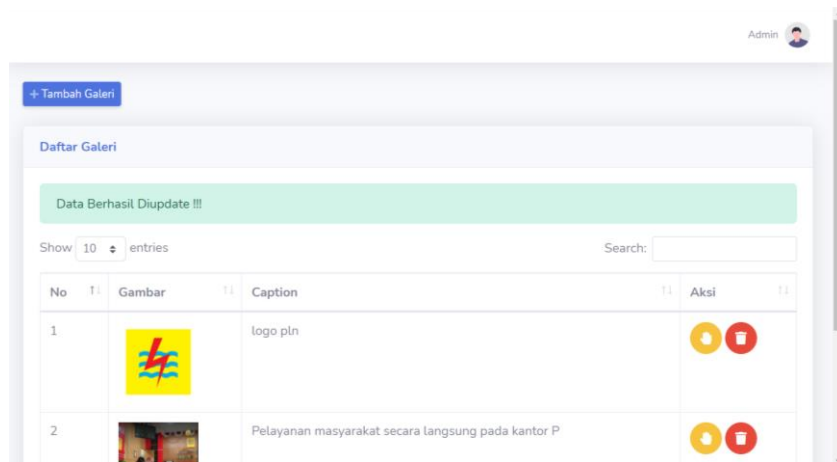 Admin
+ Tambah Galeri
Daftar Galeri
Data Berhasil Diupdate !!!
Show 10 entries
Search:
No Gambar Caption Aksi
1 logo pln
2 Pelayanan masyarakat secara langsung pada kantor P